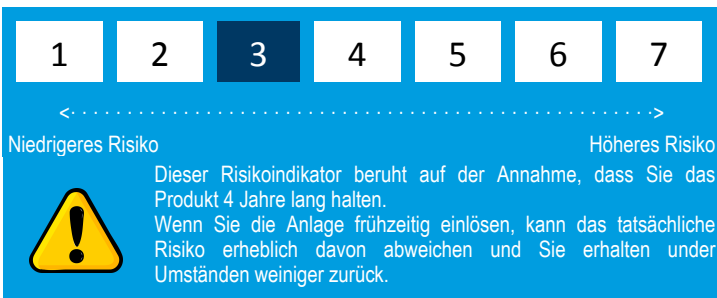 1 2 3 4 5 6 7
<· · · · · · · · · · · · · · · · · · · · · · · · · · · · · · · · · · · · · · · · · · · · · · · · · · · ·>
Niedrigeres Risiko Höheres Risiko
Dieser Risikoindikator beruht auf der Annahme, dass Sie das
Produkt 4 Jahre lang halten.
Wenn Sie die Anlage frühzeitig einlösen, kann das tatsächliche
Risiko erheblich davon abweichen und Sie erhalten under
Umständen weiniger zurück.